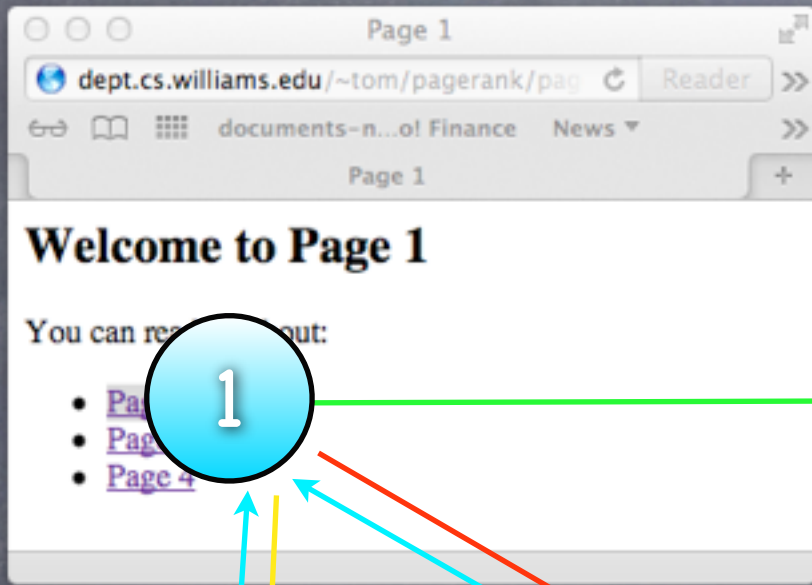 Page 1
dept.cs.williams.edu/~tom/pagerank/pag
Reader
documents-n...o! Finance News
Page 1
Welcome to Page 1
You can out:
1
Page 4